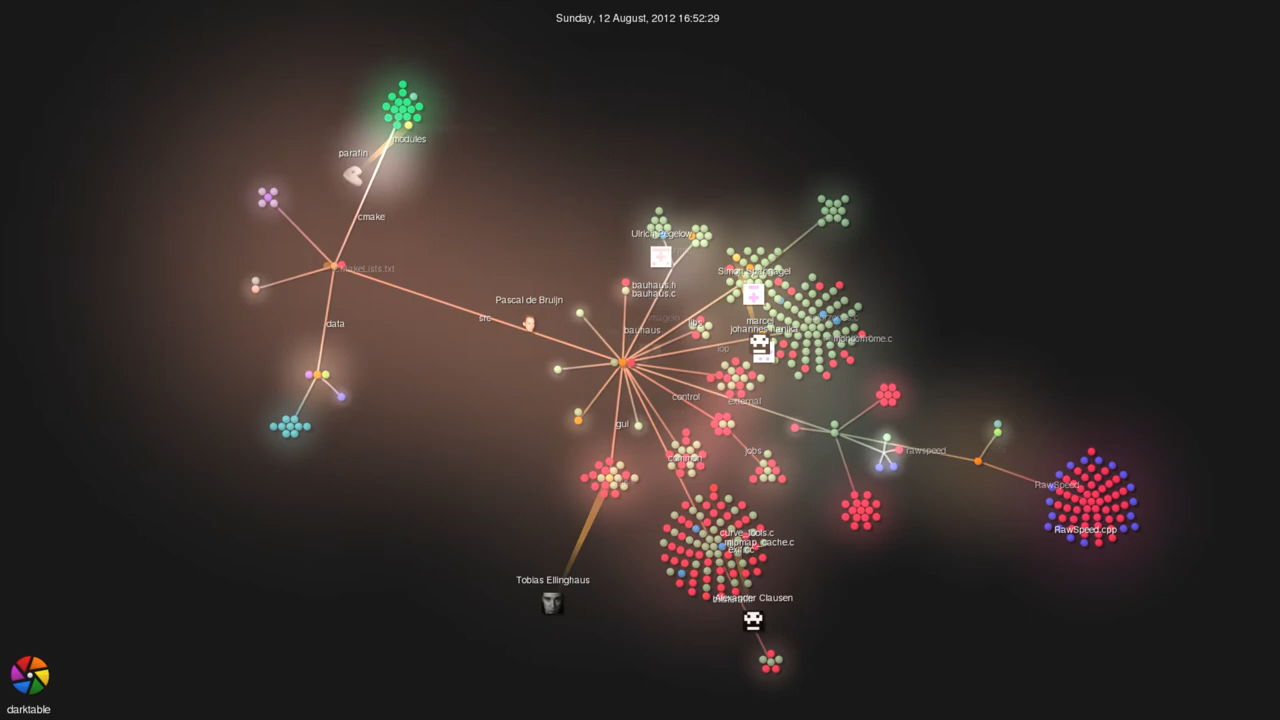 Sunday, 12 August, 2012 16:52:29
modules
parafin
cmake
Ulrich Pegelow
Simon Spannagel
bauhaus.h
bauhaus.c
Pascal de Bruijn
src
data
marcel
libs
bauhaus
johannes hanika
monochrome.c
iop
control
external
gui
common
jobs
rawspeed
RawSpeed
RawSpeed.cpp
curve_tools.c
mipmap_cache.c
exif.cc
Tobias Ellinghaus
Alexander Clausen
darktable